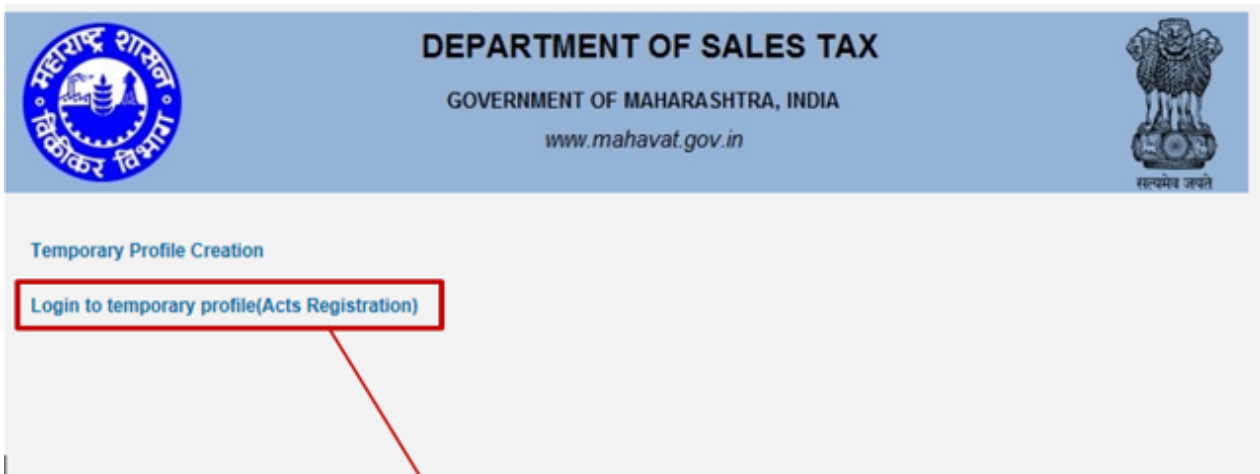 महाराष्ट्र शासन
विक्रीकर विभाग
DEPARTMENT OF SALES TAX
GOVERNMENT OF MAHARASHTRA, INDIA
www.mahavat.gov.in
सत्यमेव जयते
Temporary Profile Creation
Login to temporary profile(Acts Registration)